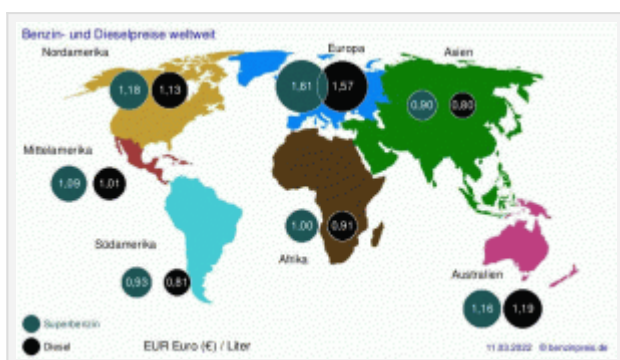 Benzin- und Dieselpreise weltweit
Nordamerika
Europa
Asien
1,18
1,13
1,61
1,57
0,90
0,80
Mittelamerika
1,09
1,01
1,00
0,91
Südamerika
Afrika
0,93
0,81
Australien
1,16
1,19
Superbenzin
Diesel
EUR Euro (€) / Liter
11.03.2022 © benzinpreis.de